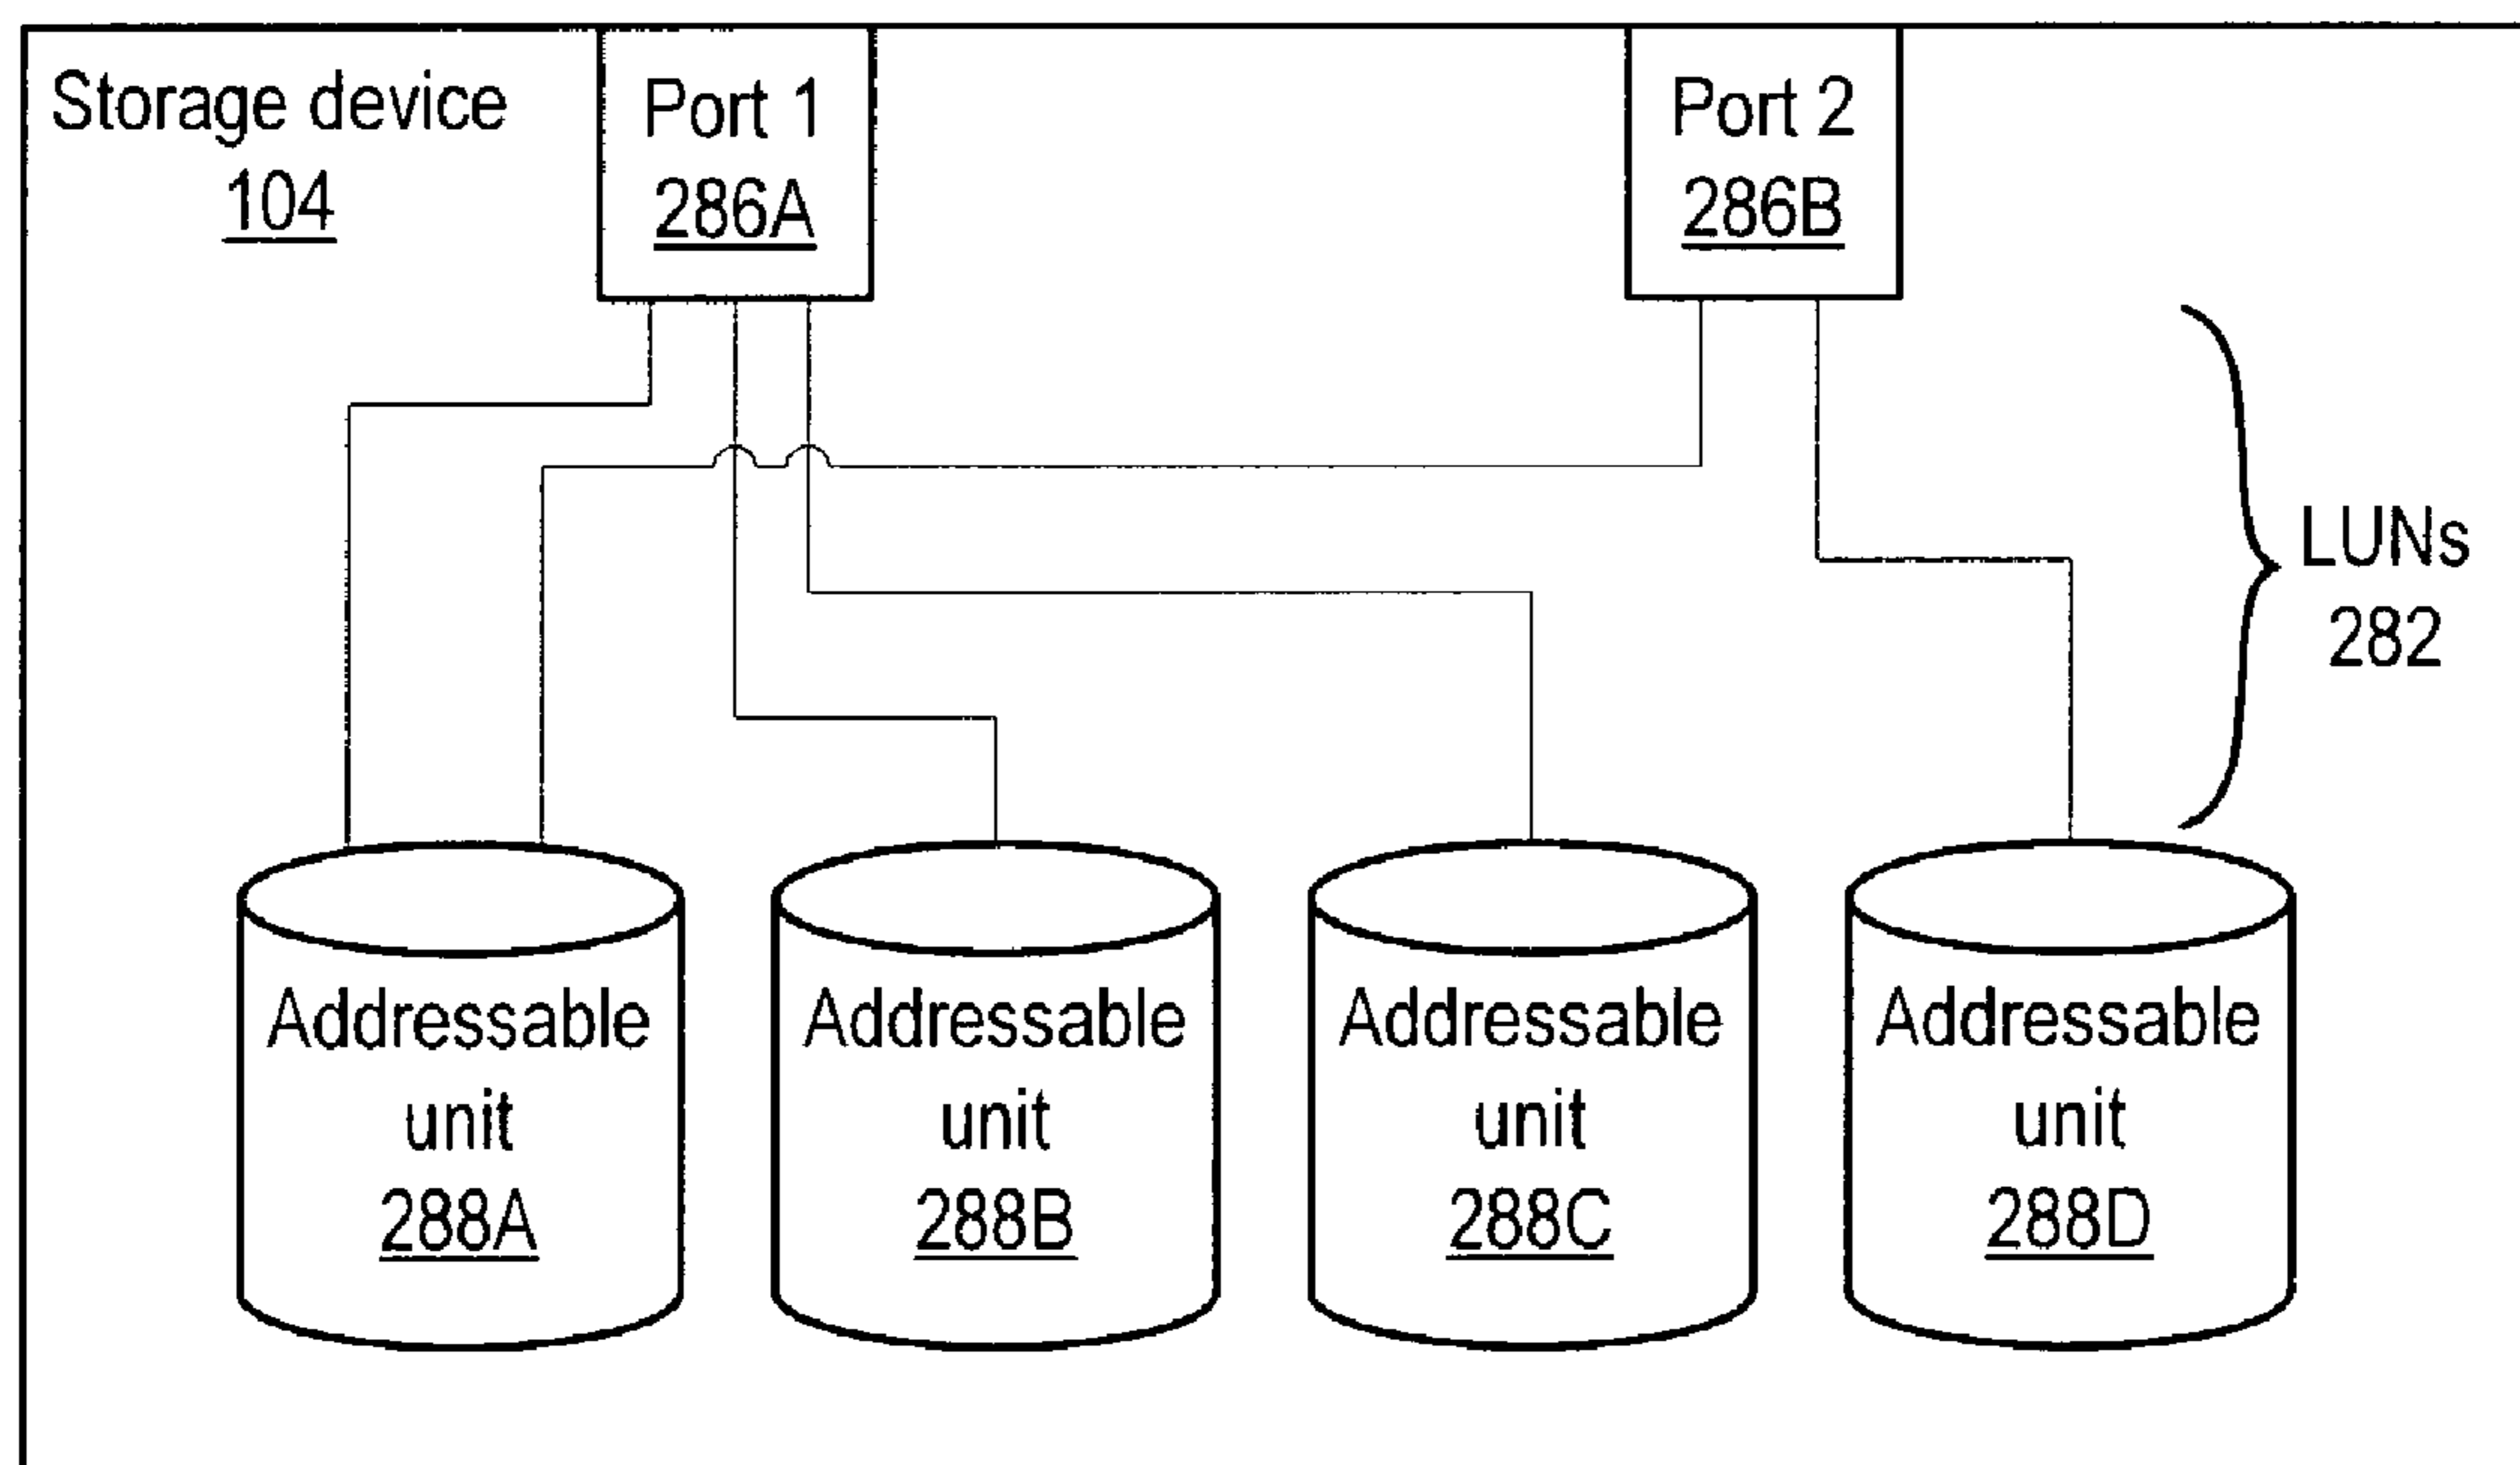 Storage device
104
Port 1
286A
Port 2
286B
LUNs
282
Addressable
unit
288A
Addressable
unit
288B
Addressable
unit
288C
Addressable
unit
288D